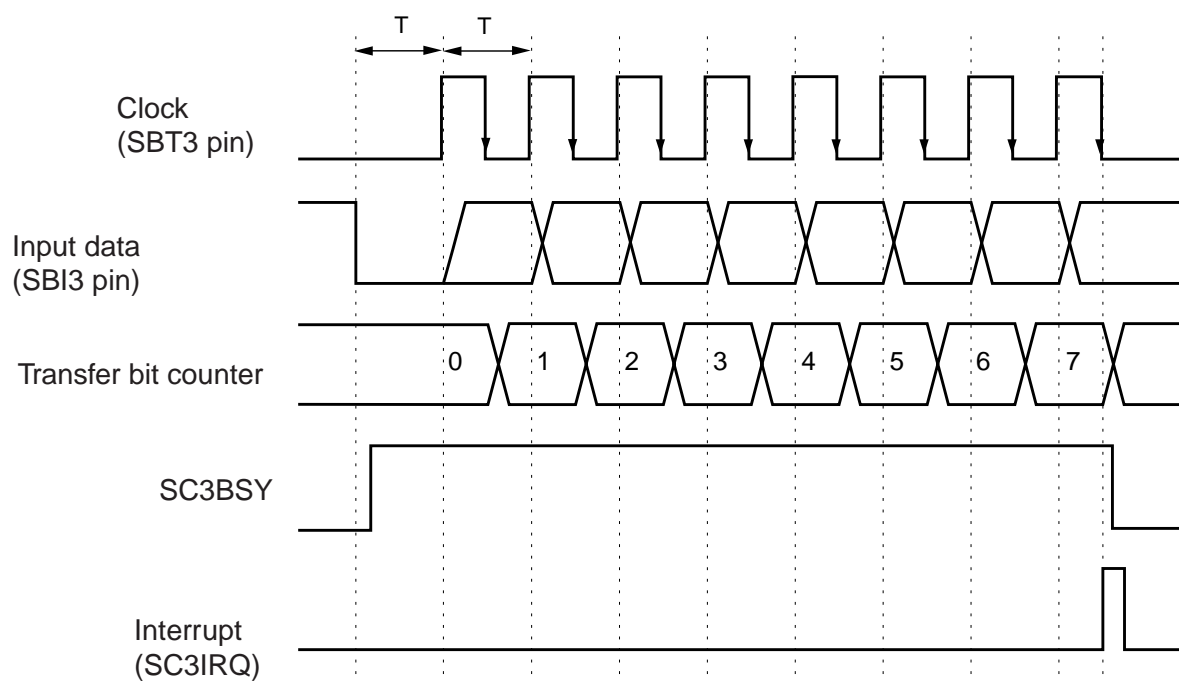 T T
Clock
(SBT3 pin)
Input data
(SBI3 pin)
Transfer bit counter
0 1 2 3 4 5 6 7
SC3BSY
Interrupt
(SC3IRQ)